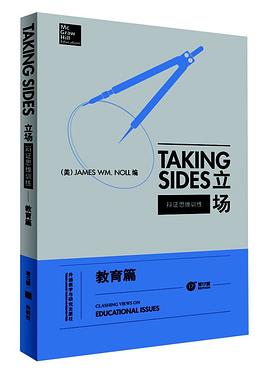 TAKING SIDES
立场
辩证思维训练
教育篇
Mc
Graw
Hill
Education
(美) JAMES WM. NOLL 编
TAKING
SIDES立
场
辩证思维训练
外语教学与研究出版社
教育篇
CLASHING VIEWS ON
EDUCATIONAL ISSUES